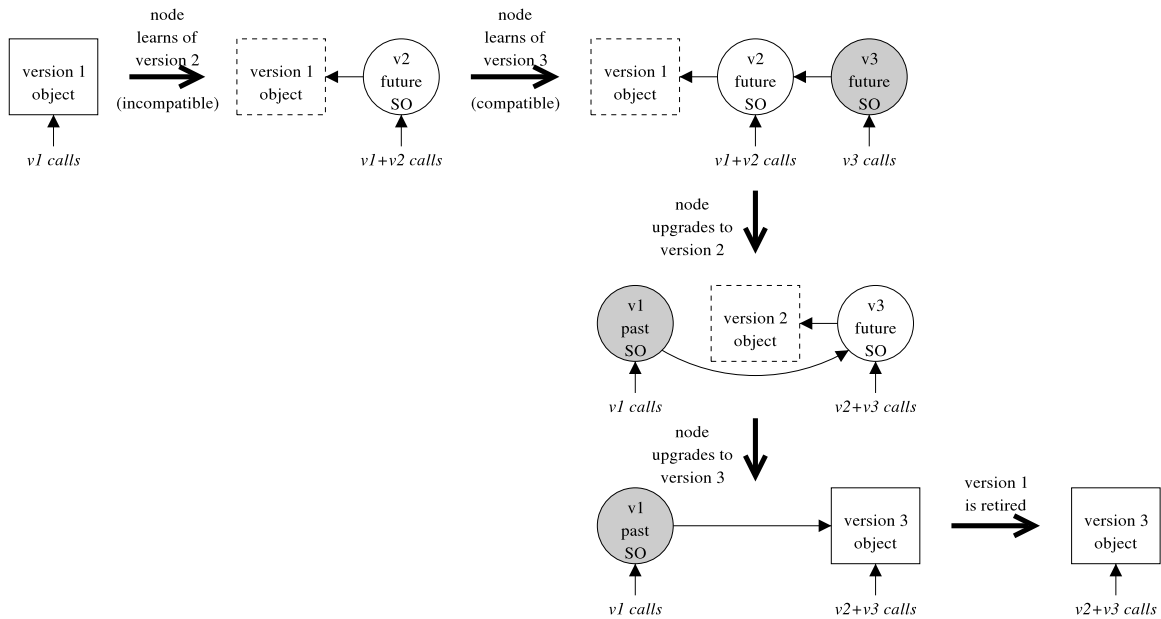 version 1
object
v1 calls
node
learns of
version 2
(incompatible)
version 1
object
v2
future
SO
v1+v2 calls
node
learns of
version 3
(compatible)
version 1
object
v2
future
SO
v1+v2 calls
v3
future
SO
v3 calls
node
upgrades to
version 2
v1
past
SO
v1 calls
version 2
object
v3
future
SO
v2+v3 calls
node
upgrades to
version 3
v1
past
SO
v1 calls
version 3
object
v2+v3 calls
version 1
is retired
version 3
object
v2+v3 calls